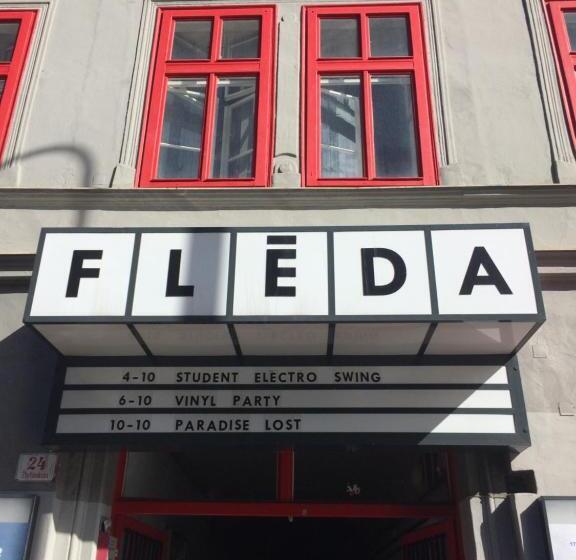 FLĒDA
4-10 STUDENT ELECTRO SWING
6-10 VINYL PARTY
10-10 PARADISE LOST
24